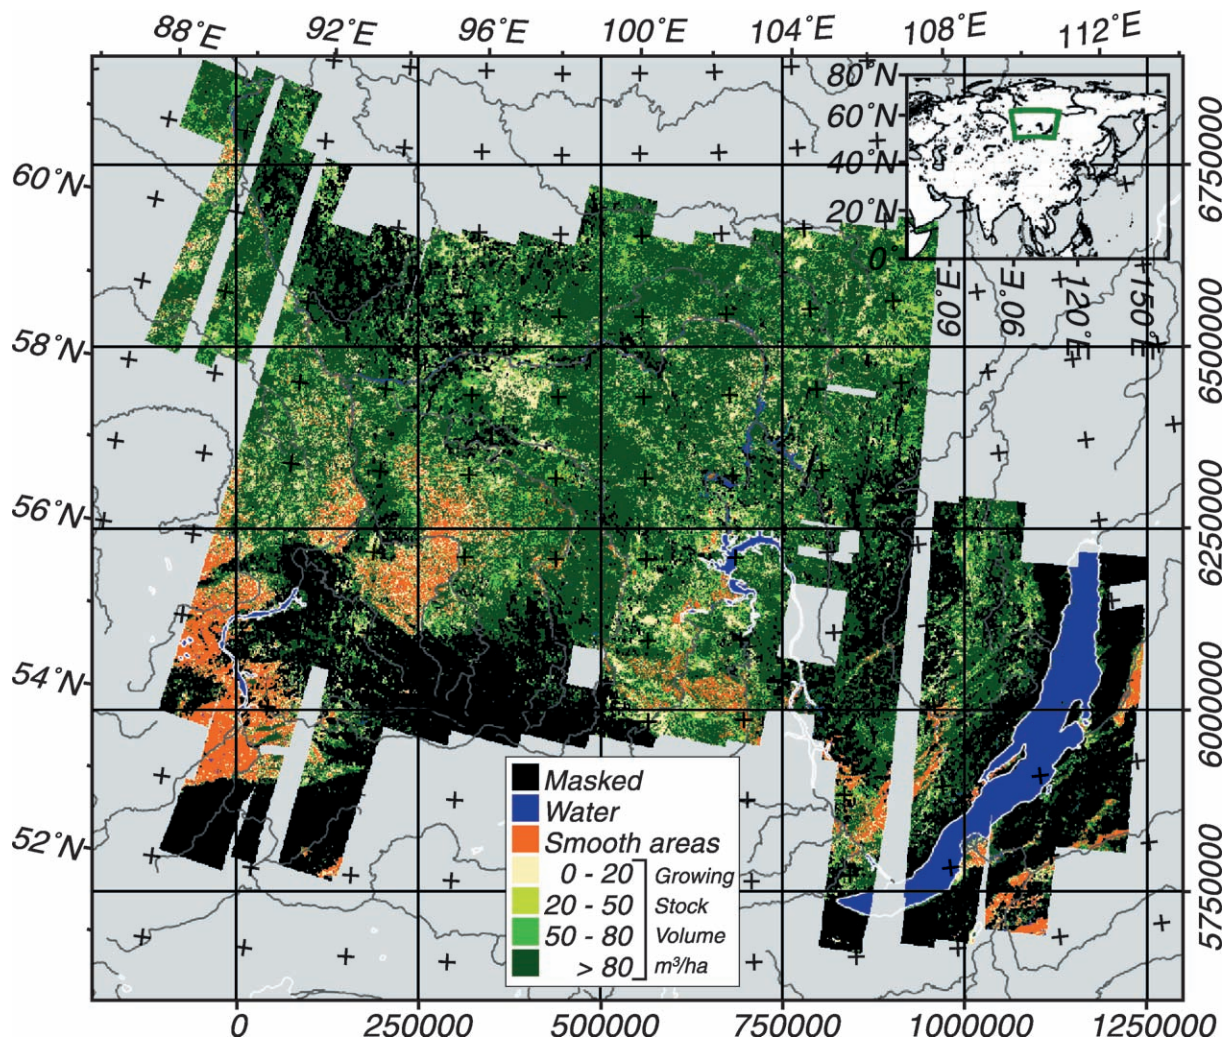 88°E 92°E 96°E 100°E 104°E 108°E 112°E
80°N
60°N
40°N
20°N
0°
90°E
120°E
150°E
60°N
58°N
56°N
54°N
52°N
6750000
6500000
6250000
6000000
5750000
Masked
Water
Smooth areas
0 - 20 Growing
20 - 50 Stock
50 - 80 Volume
> 80 m³/ha
0 250000 500000 750000 1000000 1250000